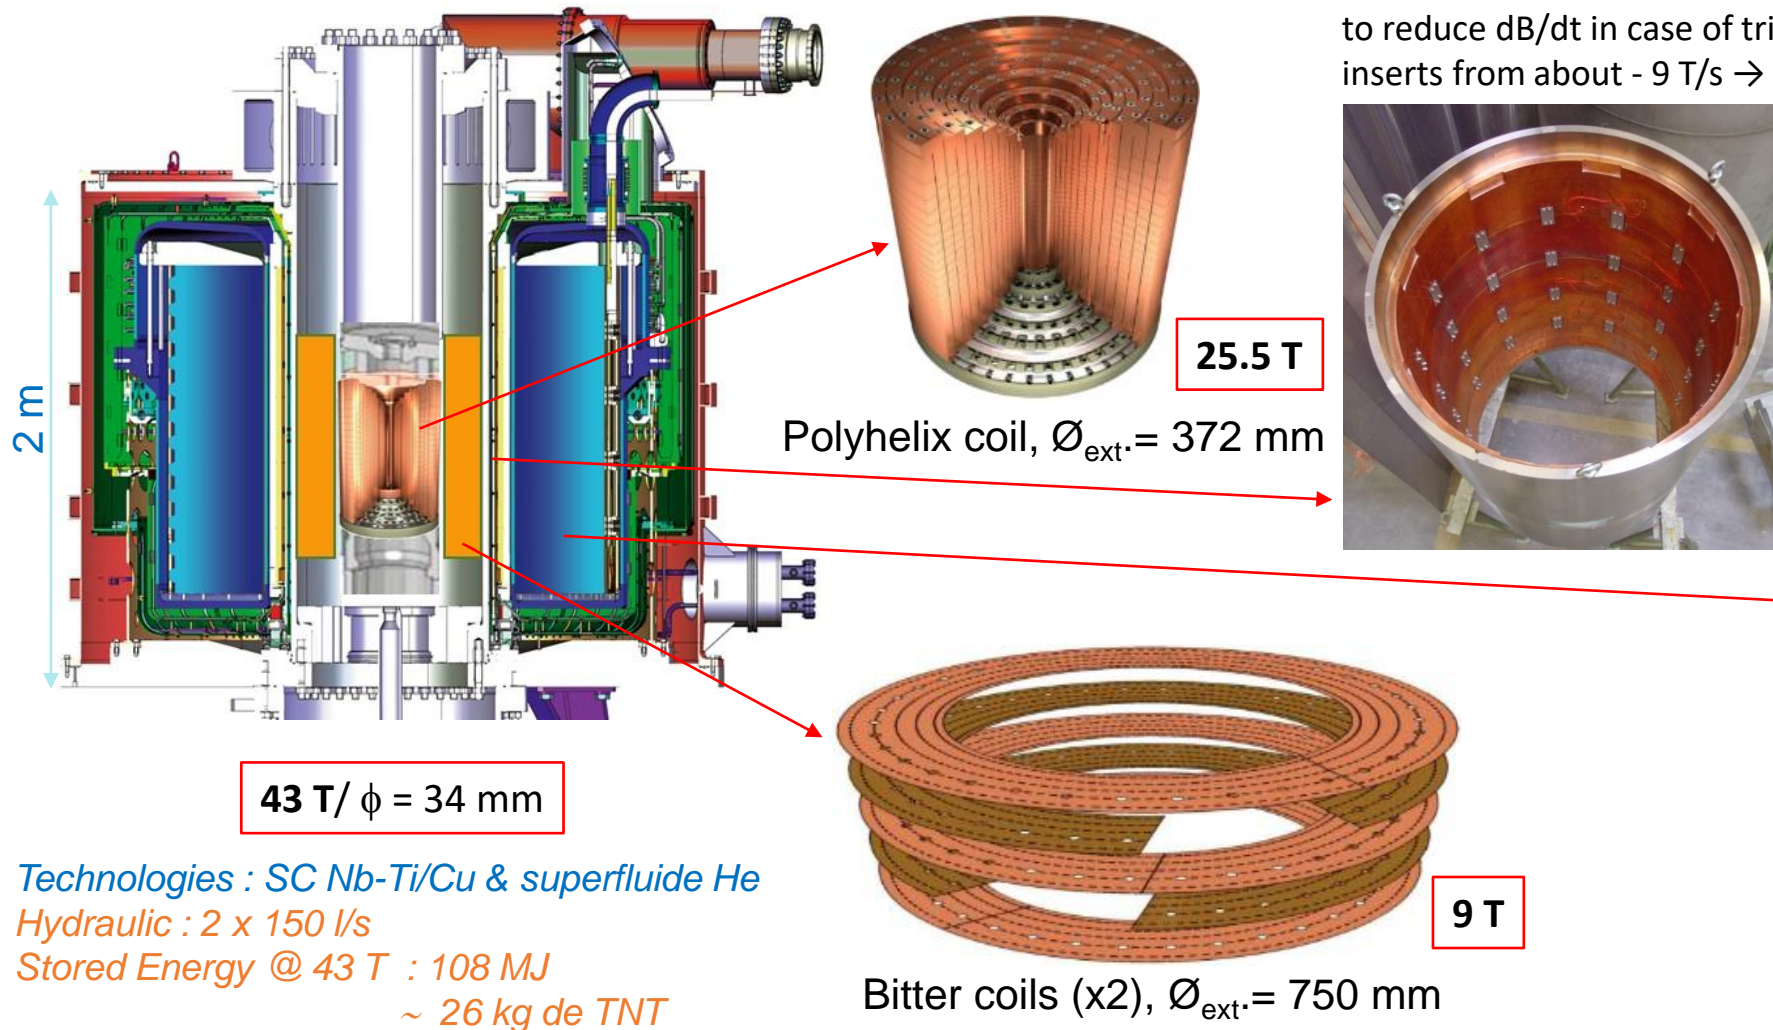 to reduce dB/dt in case of tri
inserts from about - 9 T/s →
2 m
25.5 T
Polyhelix coil, Øext.= 372 mm
43 T/ ϕ = 34 mm
Technologies : SC Nb-Ti/Cu & superfluide He
Hydraulic : 2 x 150 l/s
Stored Energy @ 43 T : 108 MJ
~ 26 kg de TNT
9 T
Bitter coils (x2), Øext.= 750 mm